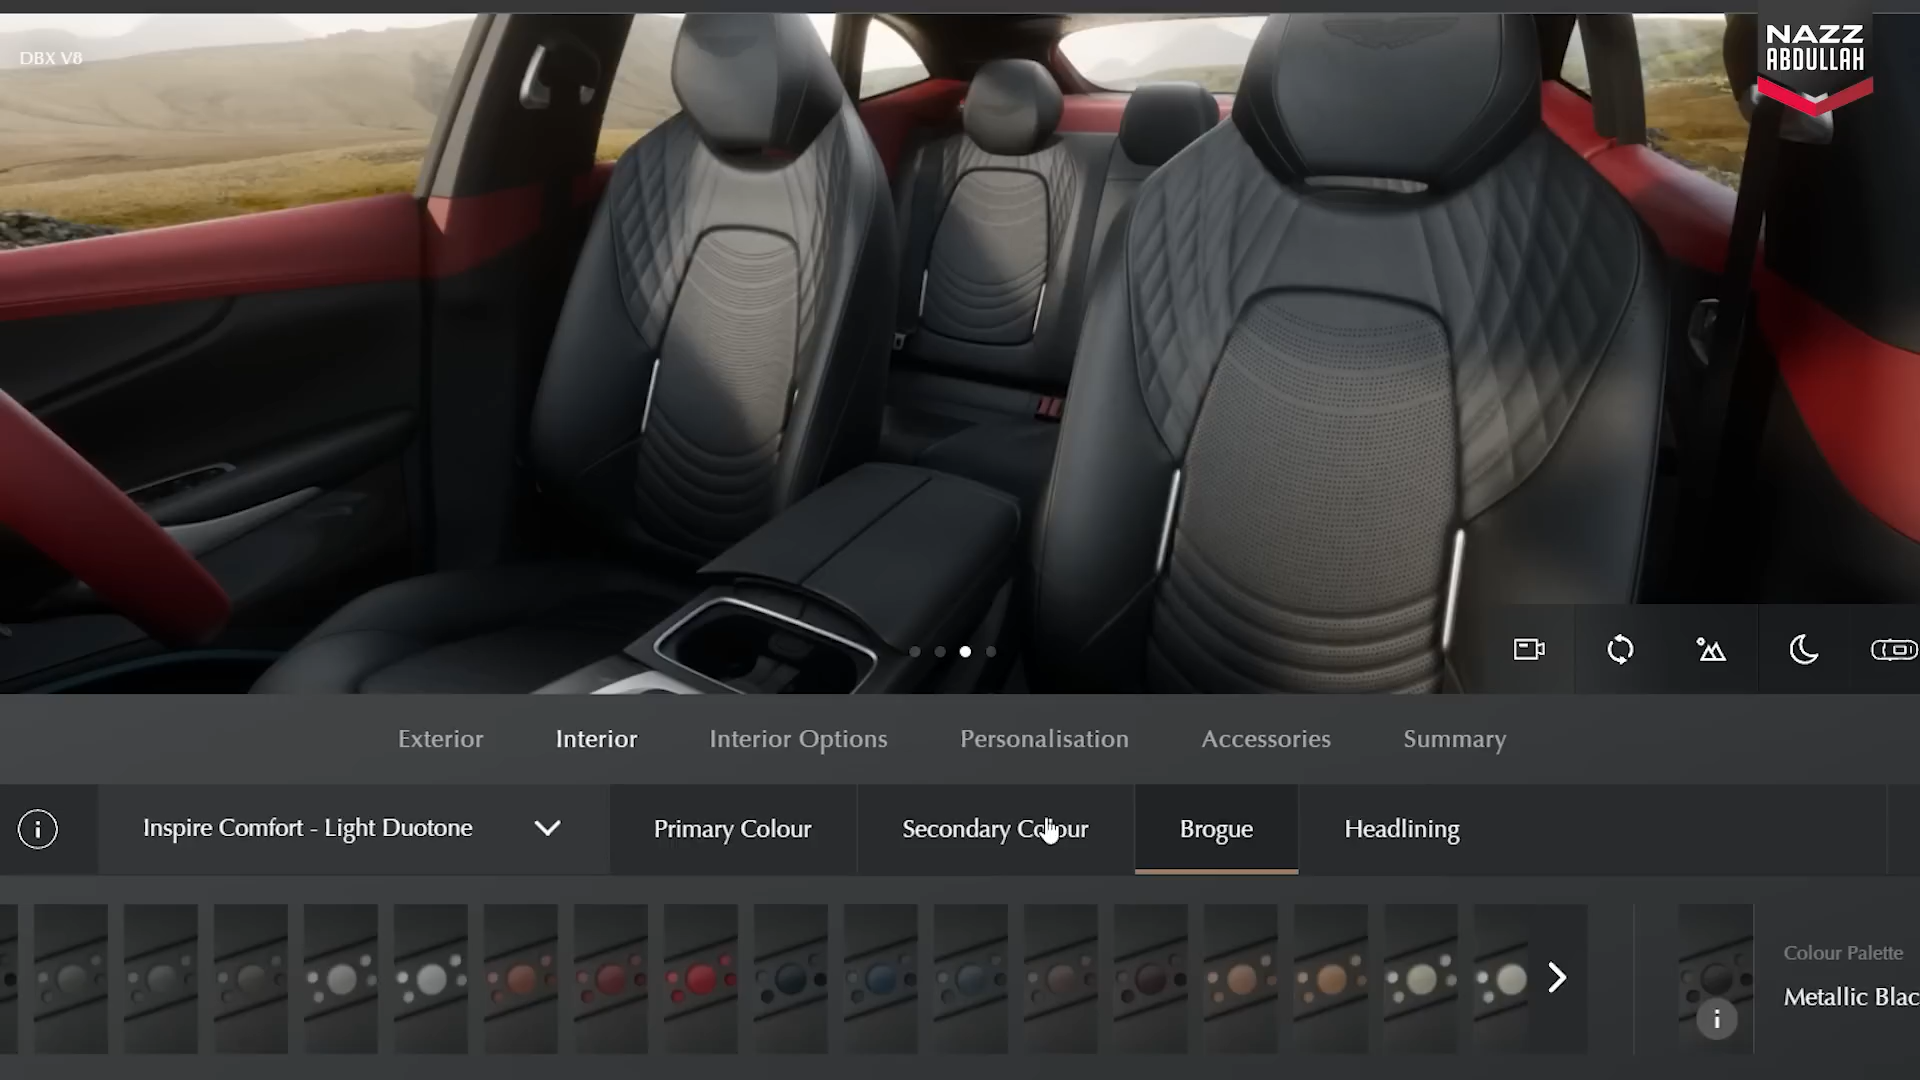 DBX V8
NAZZ
ABDULLAH
Exterior
Interior
Interior Options
Personalisation
Accessories
Summary
Inspire Comfort - Light Duotone
Primary Colour
Secondary Colour
Brogue
Headlining
Colour Palette
Metallic Blac